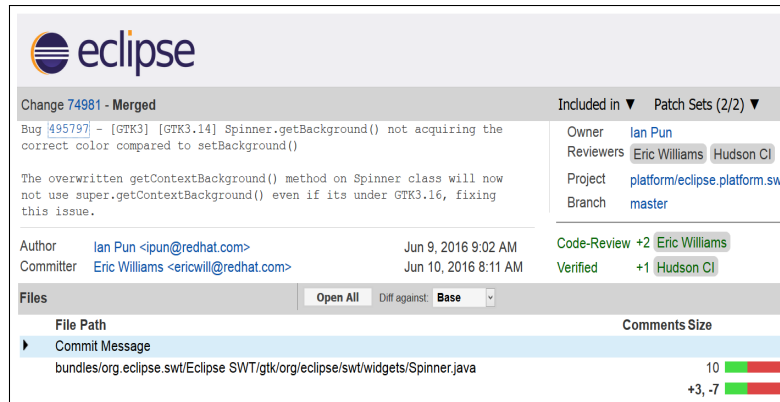 eclipse
Change 74981 - Merged
Included in ▼ Patch Sets (2/2) ▼
Bug 495797 - [GTK3] [GTK3.14] Spinner.getBackground() not acquiring the
correct color compared to setBackground()
The overwritten getContextBackground() method on Spinner class will now
not use super.getContextBackground() even if its under GTK3.16, fixing
this issue.
Owner Ian Pun
Reviewers Eric Williams Hudson CI
Project platform/eclipse.platform.sw
Branch master
Author Ian Pun <ipun@redhat.com> Jun 9, 2016 9:02 AM
Committer Eric Williams <ericwill@redhat.com> Jun 10, 2016 8:11 AM
Code-Review +2 Eric Williams
Verified +1 Hudson CI
Files Open All Diff against: Base
File Path Comments Size
Commit Message
bundles/org.eclipse.swt/Eclipse SWT/gtk/org/eclipse/swt/widgets/Spinner.java 10
+3, -7